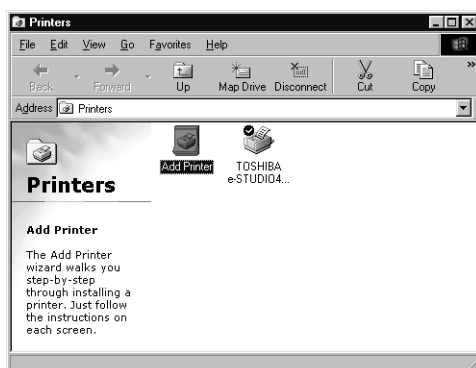 Printers
File Edit View Go Favorites Help
Back Forward Up Map Drive Disconnect Cut Copy »
Address Printers
Add Printer
TOSHIBA
e-STUDIO4...
Printers
Add Printer
The Add Printer
wizard walks you
step-by-step
through installing a
printer. Just follow
the instructions on
each screen.